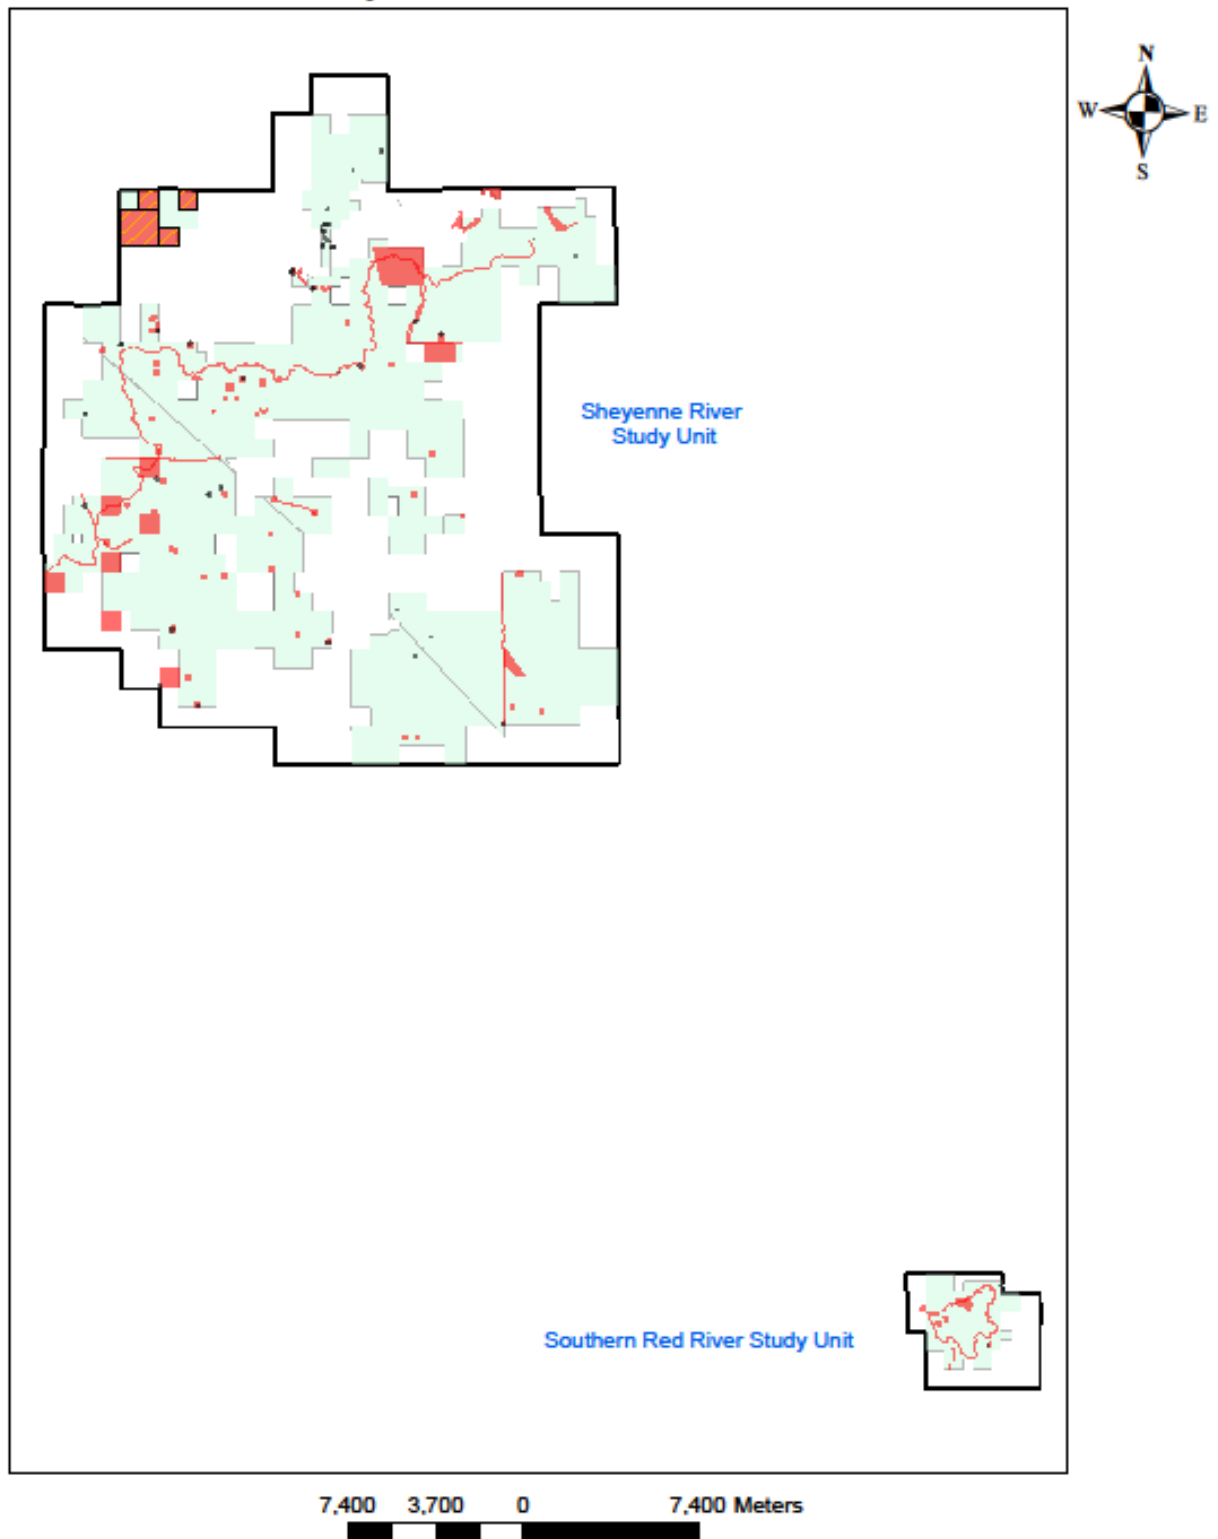 N
W E
S
Sheyenne River
Study Unit
Southern Red River Study Unit
7,400 3,700 0 7,400 Meters